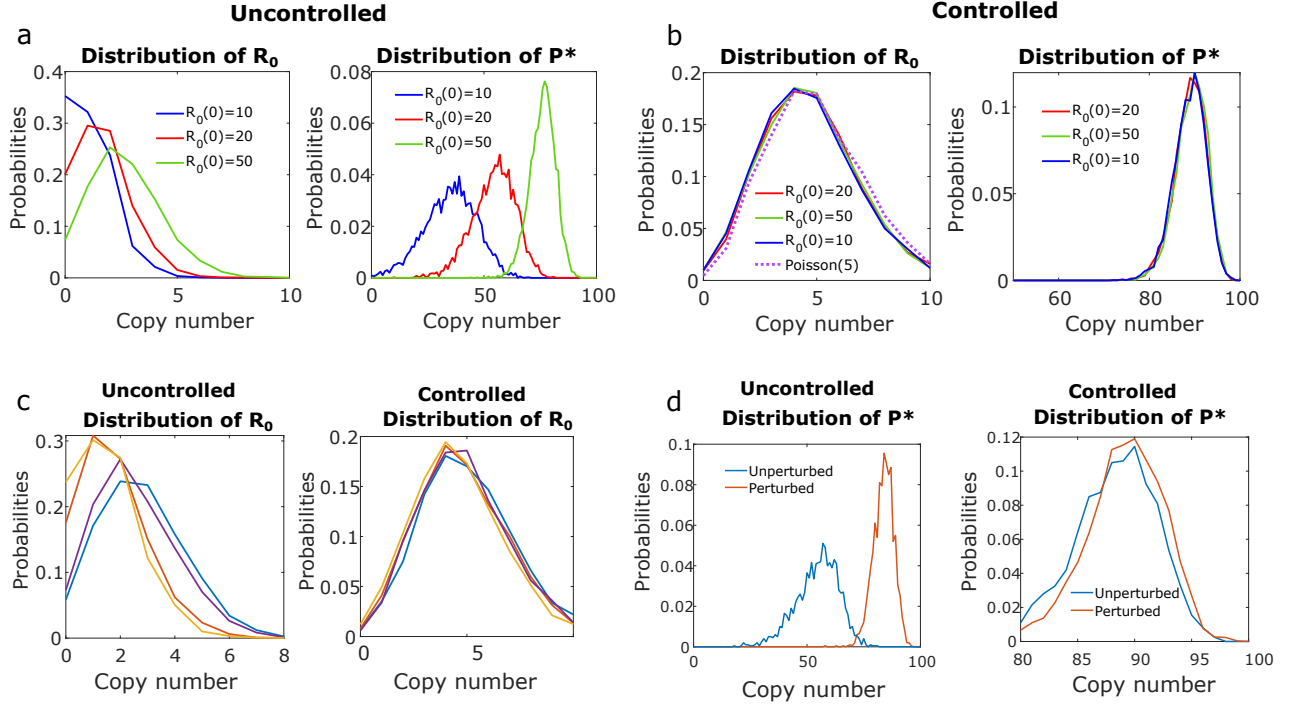 Uncontrolled
Controlled
a
Distribution of R0
Distribution of P*
b
Distribution of R0
Distribution of P*
Probabilities
0.4
0.3
0.2
0.1
0
0
5
10
Copy number
R0(0)=10
R0(0)=20
R0(0)=50
Probabilities
0.08
0.06
0.04
0.02
0
0
50
100
Copy number
R0(0)=10
R0(0)=20
R0(0)=50
Probabilities
0.2
0.15
0.1
0.05
0
0
5
10
Copy number
R0(0)=20
R0(0)=50
R0(0)=10
Poisson(5)
Probabilities
0.1
0.05
0
60
80
100
Copy number
R0(0)=20
R0(0)=50
R0(0)=10
c
Uncontrolled
Distribution of R0
Probabilities
0.3
0.2
0.1
0
0
2
4
6
8
Copy number
Controlled
Distribution of R0
Probabilities
0.2
0.15
0.1
0.05
0
0
5
Copy number
d
Uncontrolled
Distribution of P*
Probabilities
0.1
0.08
0.06
0.04
0.02
0
0
50
100
Copy number
Unperturbed
Perturbed
Controlled
Distribution of P*
Probabilities
0.12
0.1
0.08
0.06
0.04
0.02
0
80
85
90
95
100
Copy number
Unperturbed
Perturbed